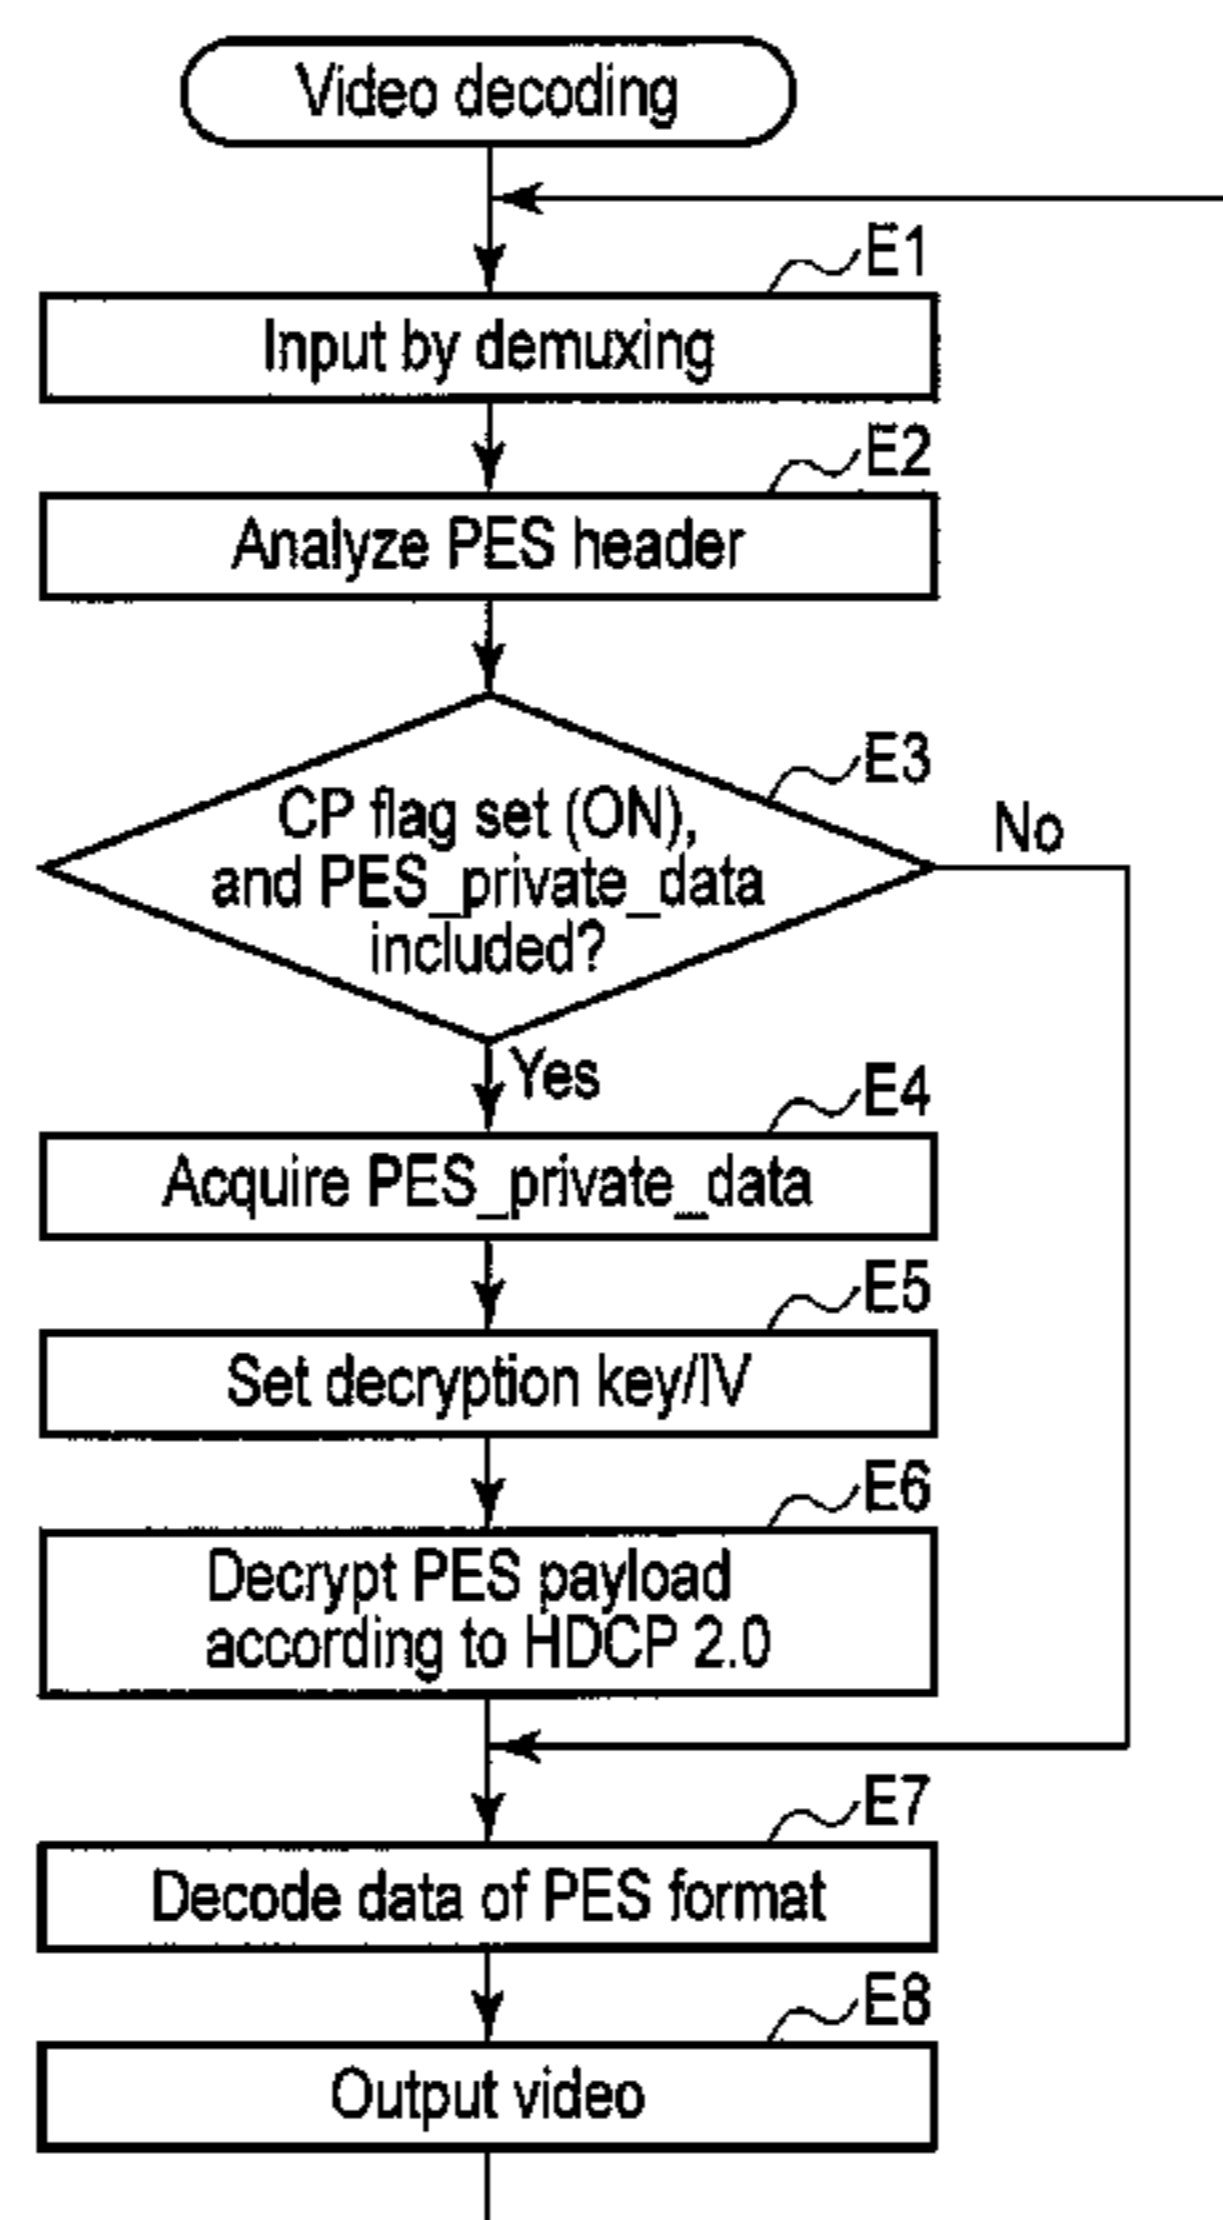 Video decoding
E1
Input by demuxing
E2
Analyze PES header
E3
CP flag set (ON),
and PES_private_data
included?
No
Yes
E4
Acquire PES_private_data
E5
Set decryption key/IV
E6
Decrypt PES payload
according to HDCP 2.0
E7
Decode data of PES format
E8
Output video